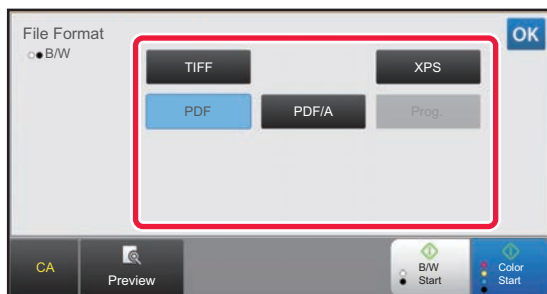 File Format
OK
B/W
TIFF
XPS
PDF
PDF/A
Prog.
CA
Preview
B/W
Start
Color
Start